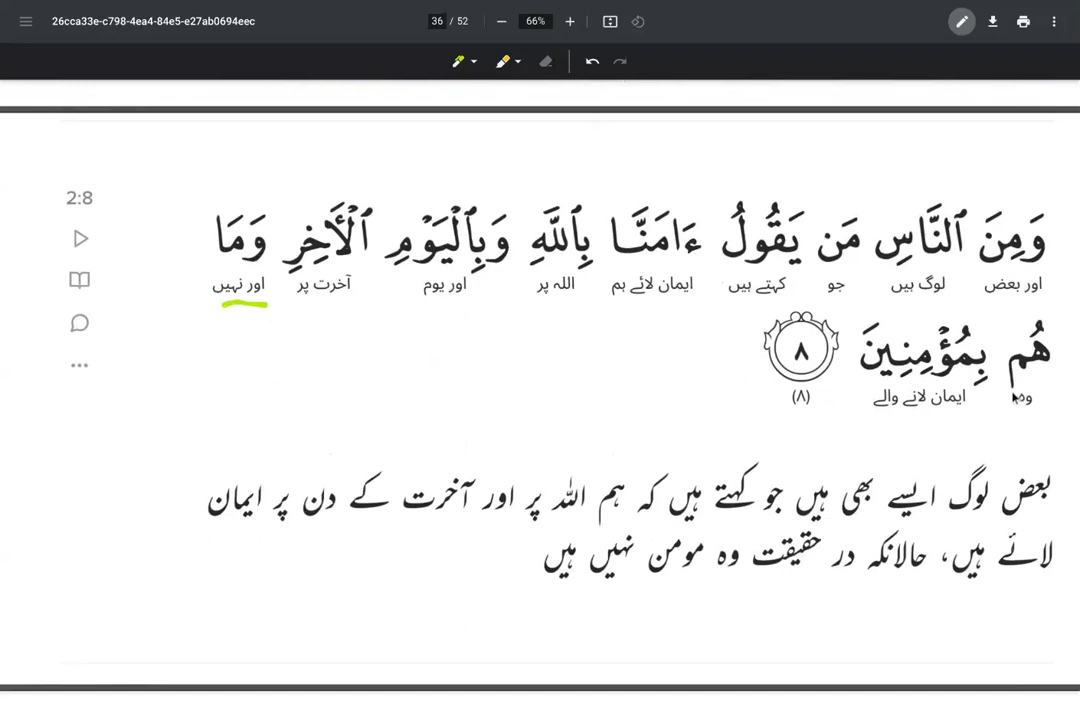 26cca33e-c798-4ea4-84e5-e27ab0694eec 36 / 52 66%
2:8
وَمِنَ ٱلنَّاسِ مَن يَقُولُ ءَامَنَّا بِٱللَّهِ وَبِٱلْيَوْمِ ٱلْأَخِرِ وَمَا
اور بعض لوگ ہیں جو کہتے ہیں ایمان لائے ہم اللہ پر اور یوم آخرت پر اور نہیں
هُم بِمُؤْمِنِينَ ٨
وہ ایمان لانے والے (٨)
بعض لوگ ایسے بھی ہیں جو کہتے ہیں کہ ہم اللہ پر اور آخرت کے دن پر ایمان
لائے ہیں، حالانکہ در حقیقت وہ مومن نہیں ہیں